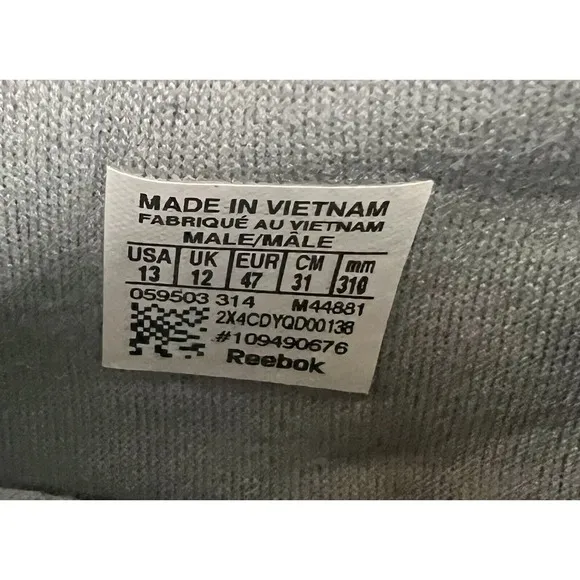 MADE IN VIETNAM
FABRIQUÉ AU VIETNAM
MALE/MÂLE
USA UK EUR CM mm
13 12 47 31 310
059503 314 M44881
2X4CDYQD00138
#109490676
Reebok